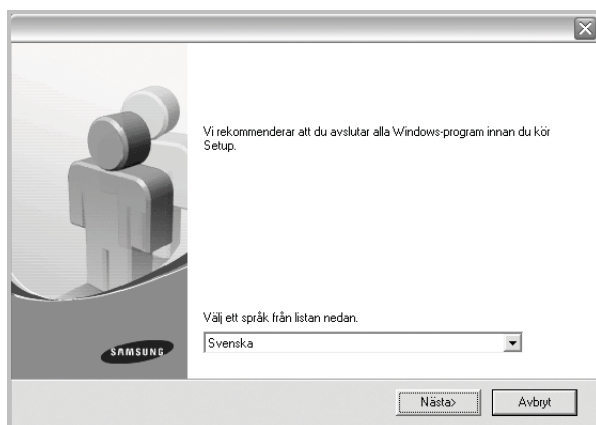 Vi rekommenderar att du avslutar alla Windows-program innan du kör
Setup.
Välj ett språk från listan nedan.
Svenska
SAMSUNG
Nästa>
Avbryt